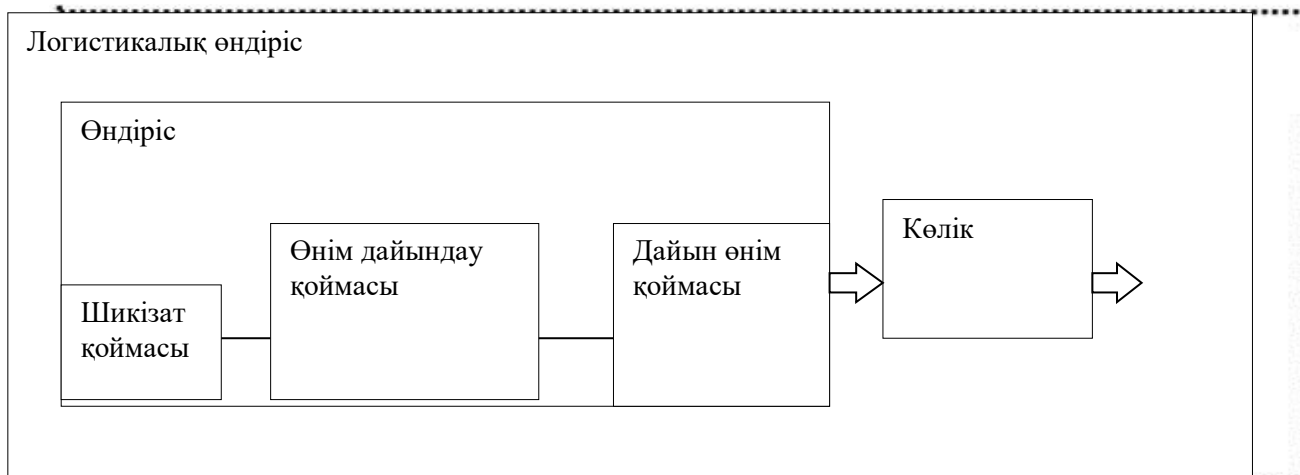 Логистикалық өндіріс
Өндіріс
Шикізат
қоймасы
Өнім дайындау
қоймасы
Дайын өнім
қоймасы
Көлік